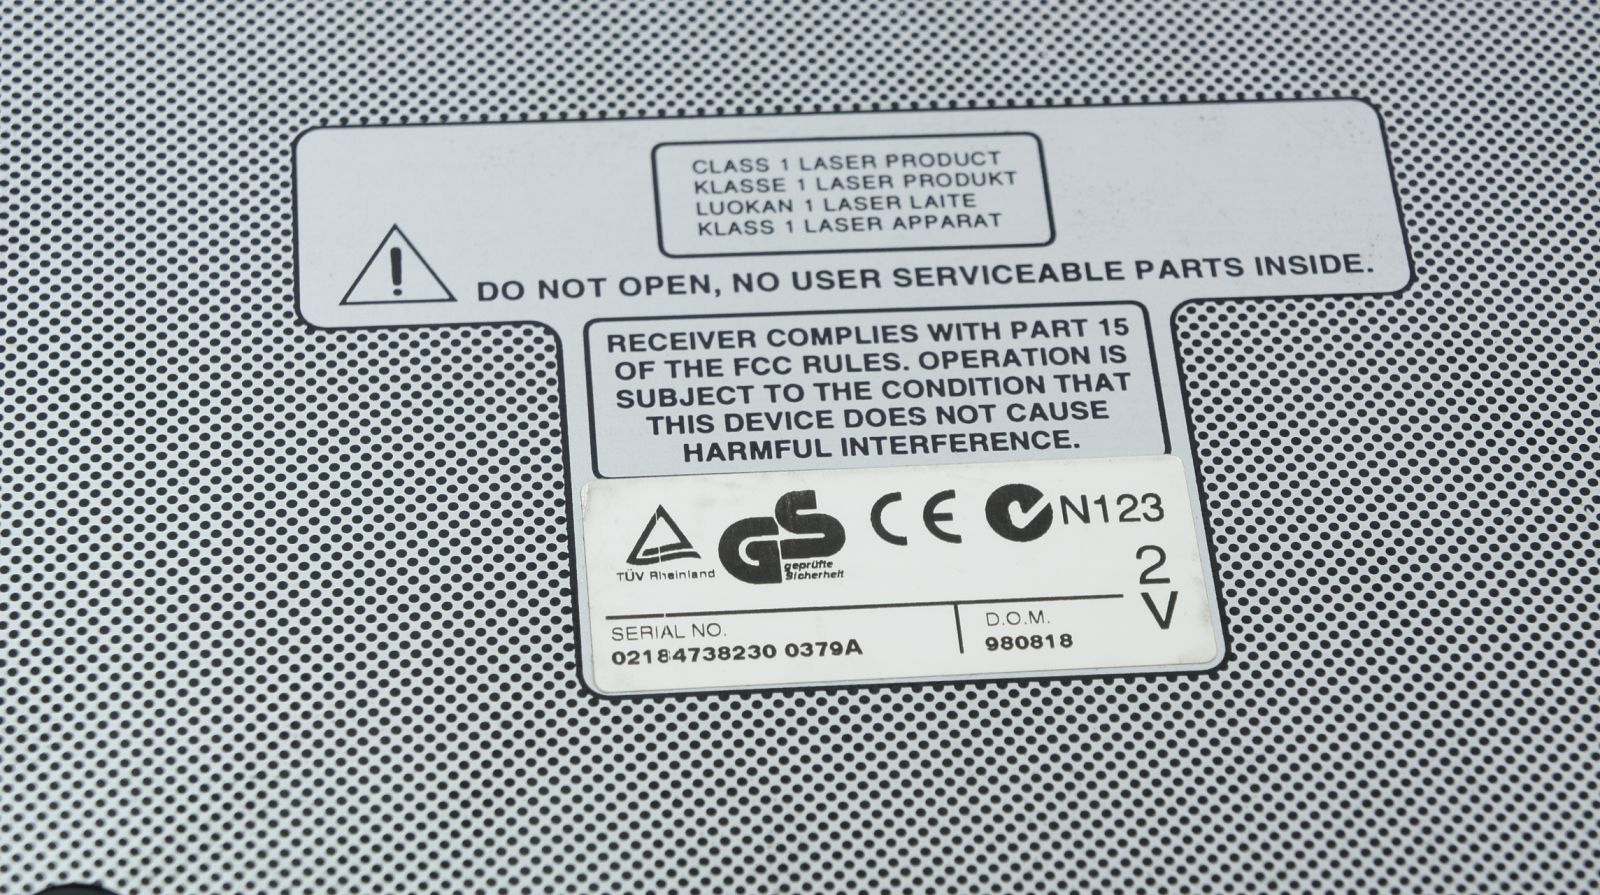 CLASS 1 LASER PRODUCT
KLASSE 1 LASER PRODUKT
LUOKAN 1 LASER LAITE
KLASS 1 LASER APPARAT
! DO NOT OPEN, NO USER SERVICEABLE PARTS INSIDE.
RECEIVER COMPLIES WITH PART 15
OF THE FCC RULES. OPERATION IS
SUBJECT TO THE CONDITION THAT
THIS DEVICE DOES NOT CAUSE
HARMFUL INTERFERENCE.
TÜV Rheinland
GS
geprüfte
Sicherheit
CE
N123
2
V
SERIAL NO.
02184738230 0379A
D.O.M.
980818